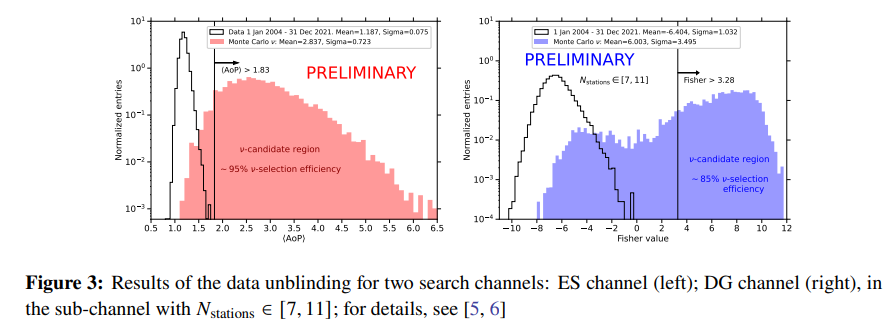 Data 1 Jan 2004 - 31 Dec 2021. Mean=1.187, Sigma=0.075
Monte Carlo ν: Mean=2.837, Sigma=0.723
⟨AoP⟩ > 1.83
PRELIMINARY
ν-candidate region
~ 95% ν-selection efficiency
Normalized entries
10¹
10⁰
10⁻¹
10⁻²
10⁻³
0.5 1.0 1.5 2.0 2.5 3.0 3.5 4.0 4.5 5.0 5.5 6.0 6.5
⟨AoP⟩
1 Jan 2004 - 31 Dec 2021. Mean=-6.404, Sigma=1.032
Monte Carlo ν: Mean=6.003, Sigma=3.495
PRELIMINARY
Nstations ∈ [7, 11]
Fisher > 3.28
ν-candidate region
~ 85% ν-selection
efficiency
Normalized entries
10¹
10⁰
10⁻¹
10⁻²
10⁻³
10⁻⁴
−10 −8 −6 −4 −2 0 2 4 6 8 10 12
Fisher value
Figure 3: Results of the data unblinding for two search channels: ES channel (left); DG channel (right), in
the sub-channel with Nstations ∈ [7, 11]; for details, see [5, 6]